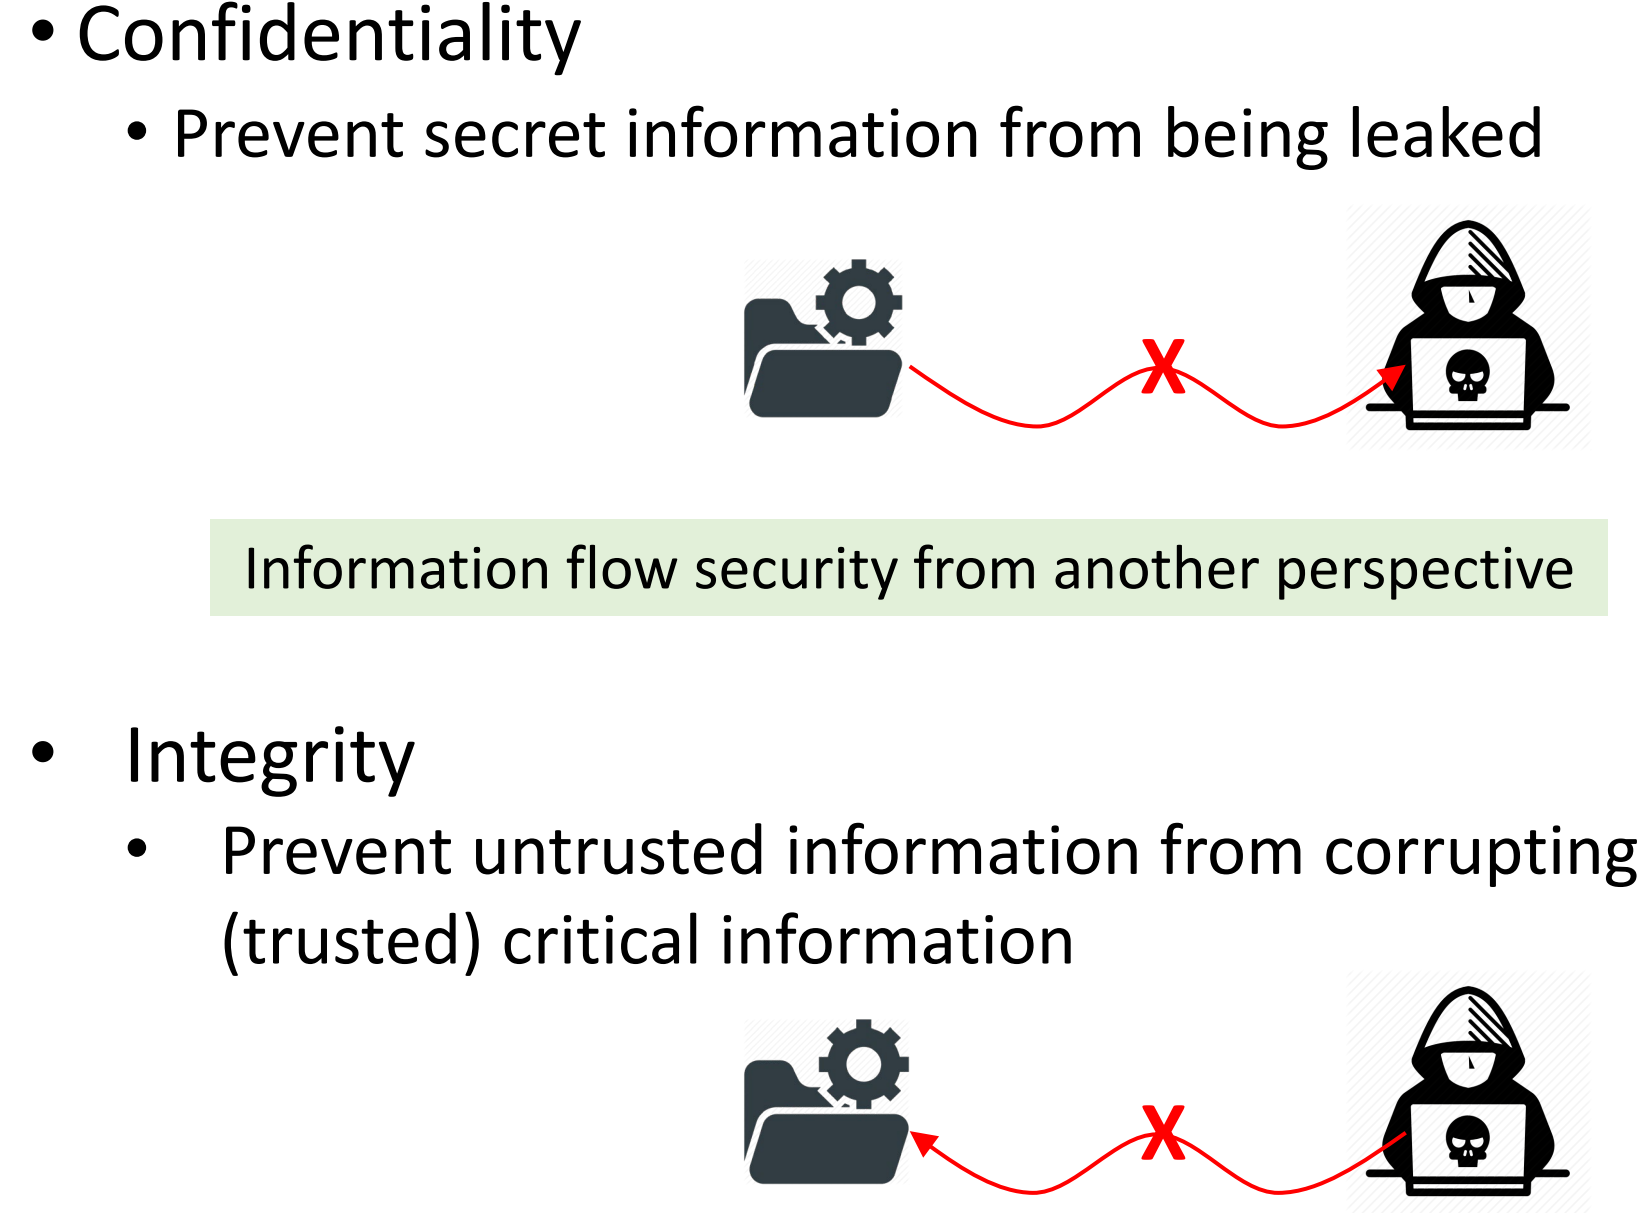 • Confidentiality
• Prevent secret information from being leaked
X
Information flow security from another perspective
• Integrity
• Prevent untrusted information from corrupting
(trusted) critical information
X